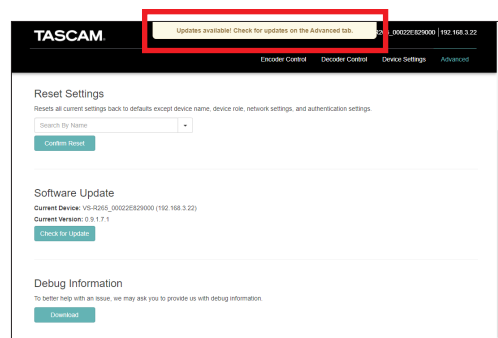 TASCAM
Updates available! Check for updates on the Advanced tab.
R265_00022E829000 | 192.168.3.22
Encoder Control Decoder Control Device Settings Advanced
Reset Settings
Resets all current settings back to defaults except device name, device role, network settings, and authentication settings.
Search By Name
Confirm Reset
Software Update
Current Device: VS-R265_00022E829000 (192.168.3.22)
Current Version: 0.9.1.7.1
Check for Update
Debug Information
To better help with an issue, we may ask you to provide us with debug information.
Download